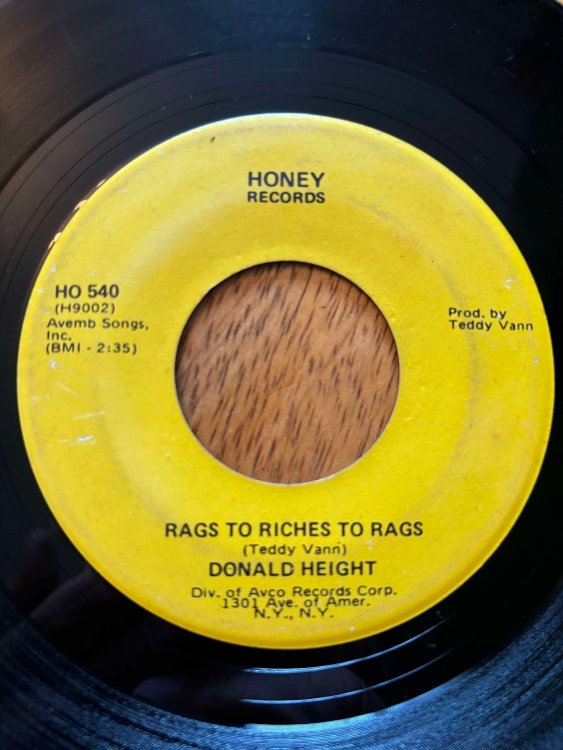 HONEY
RECORDS
HO 540
(H9002)
Avemb Songs,
Inc.
(BMI - 2:35)
Prod. by
Teddy Vann
RAGS TO RICHES TO RAGS
(Teddy Vann)
DONALD HEIGHT
Div. of Avco Records Corp.
1301 Ave. of Amer.
N.Y., N.Y.